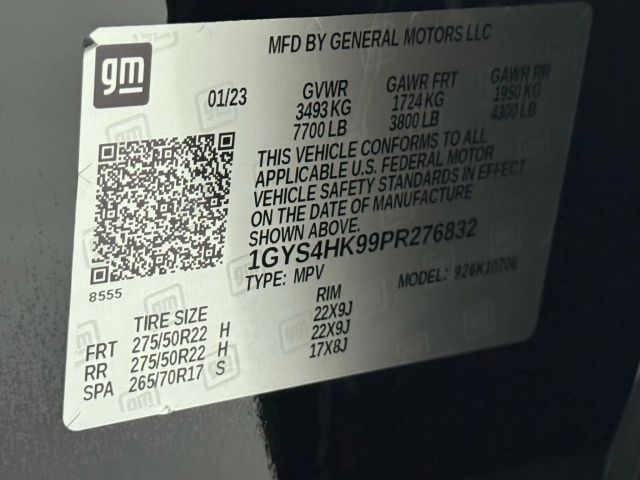 gm
MFD BY GENERAL MOTORS LLC
01/23
GVWR GAWR FRT GAWR RR
3493 KG 1724 KG 1950 KG
7700 LB 3800 LB 4300 LB
THIS VEHICLE CONFORMS TO ALL
APPLICABLE U.S. FEDERAL MOTOR
VEHICLE SAFETY STANDARDS IN EFFECT
ON THE DATE OF MANUFACTURE
SHOWN ABOVE.
1GYS4HK99PR276832
TYPE: MPV MODEL: 926K10706
8555
TIRE SIZE RIM
FRT 275/50R22 H 22X9J
RR 275/50R22 H 22X9J
SPA 265/70R17 S 17X8J